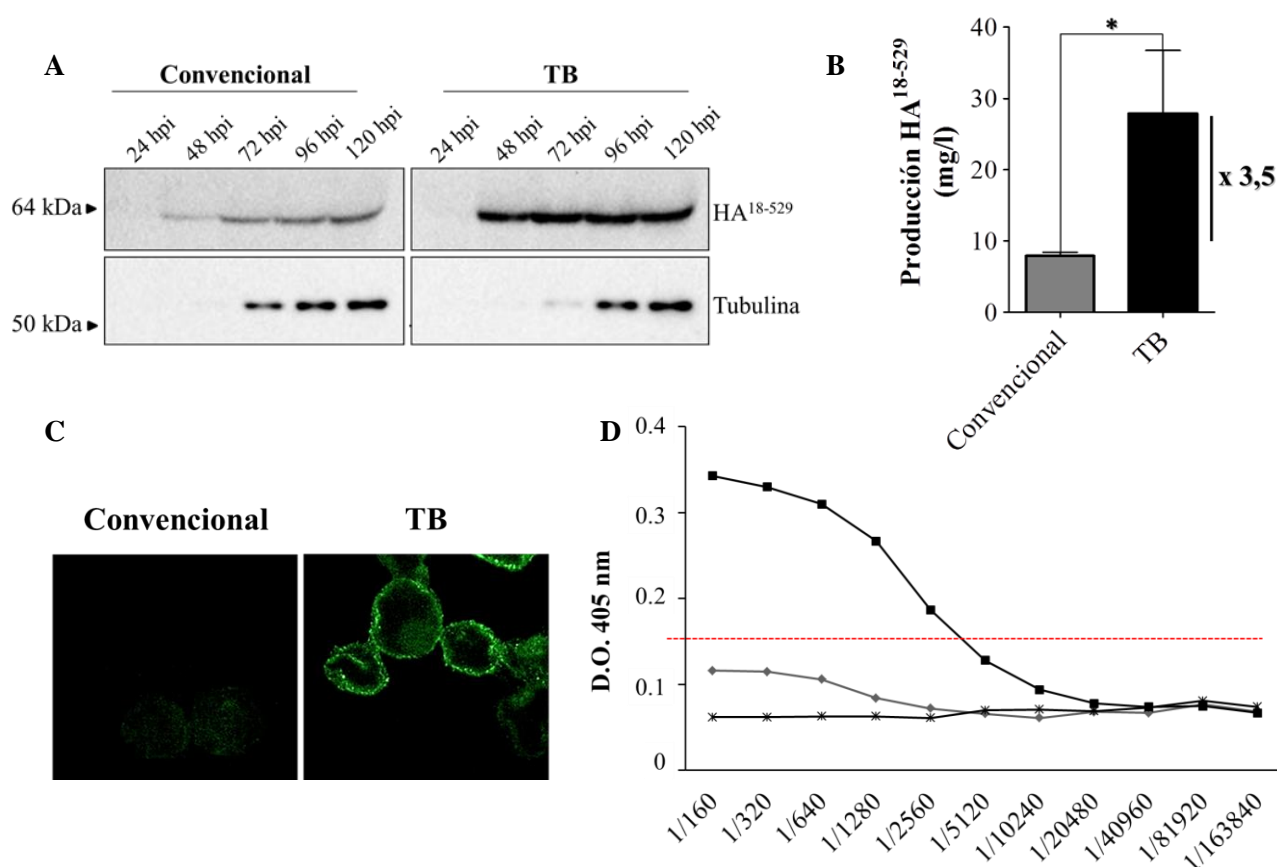 A
Convencional
TB
24 hpi
48 hpi
72 hpi
96 hpi
120 hpi
24 hpi
48 hpi
72 hpi
96 hpi
120 hpi
64 kDa
HA18-529
50 kDa
Tubulina
B
Producción HA18-529
(mg/l)
40
30
20
10
0
*
x 3,5
Convencional
TB
C
Convencional
TB
D
D.O. 405 nm
0.4
0.3
0.2
0.1
0
1/160
1/320
1/640
1/1280
1/2560
1/5120
1/10240
1/20480
1/40960
1/81920
1/163840